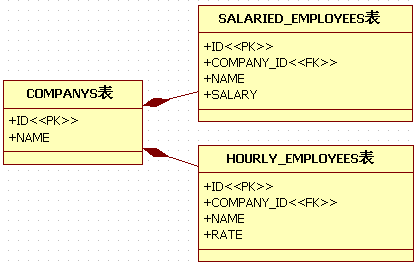 SALARIED_EMPLOYEES表
+ID<<PK>>
+COMPANY_ID<<FK>>
+NAME
+SALARY
COMPANYS表
+ID<<PK>>
+NAME
HOURLY_EMPLOYEES表
+ID<<PK>>
+COMPANY_ID<<FK>>
+NAME
+RATE